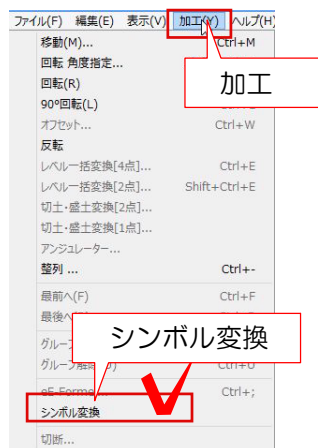 ファイル(F) 編集(E) 表示(V) 加工(Y) ヘルプ(H)
移動(M)... Ctrl+M
回転 角度指定...
回転(R)
加工
90°回転(L)
オフセット... Ctrl+W
反転
レベル一括変換[4点]... Ctrl+E
レベル一括変換[2点]... Shift+Ctrl+E
切土・盛土変換[2点]...
切土・盛土変換[1点]...
アンジュレーター...
整列 ... Ctrl+-
最前へ(F) Ctrl+F
最後へ
シンボル変換
グループ
グループ解除 Ctrl+U
Ctrl+;
シンボル変換
切断...